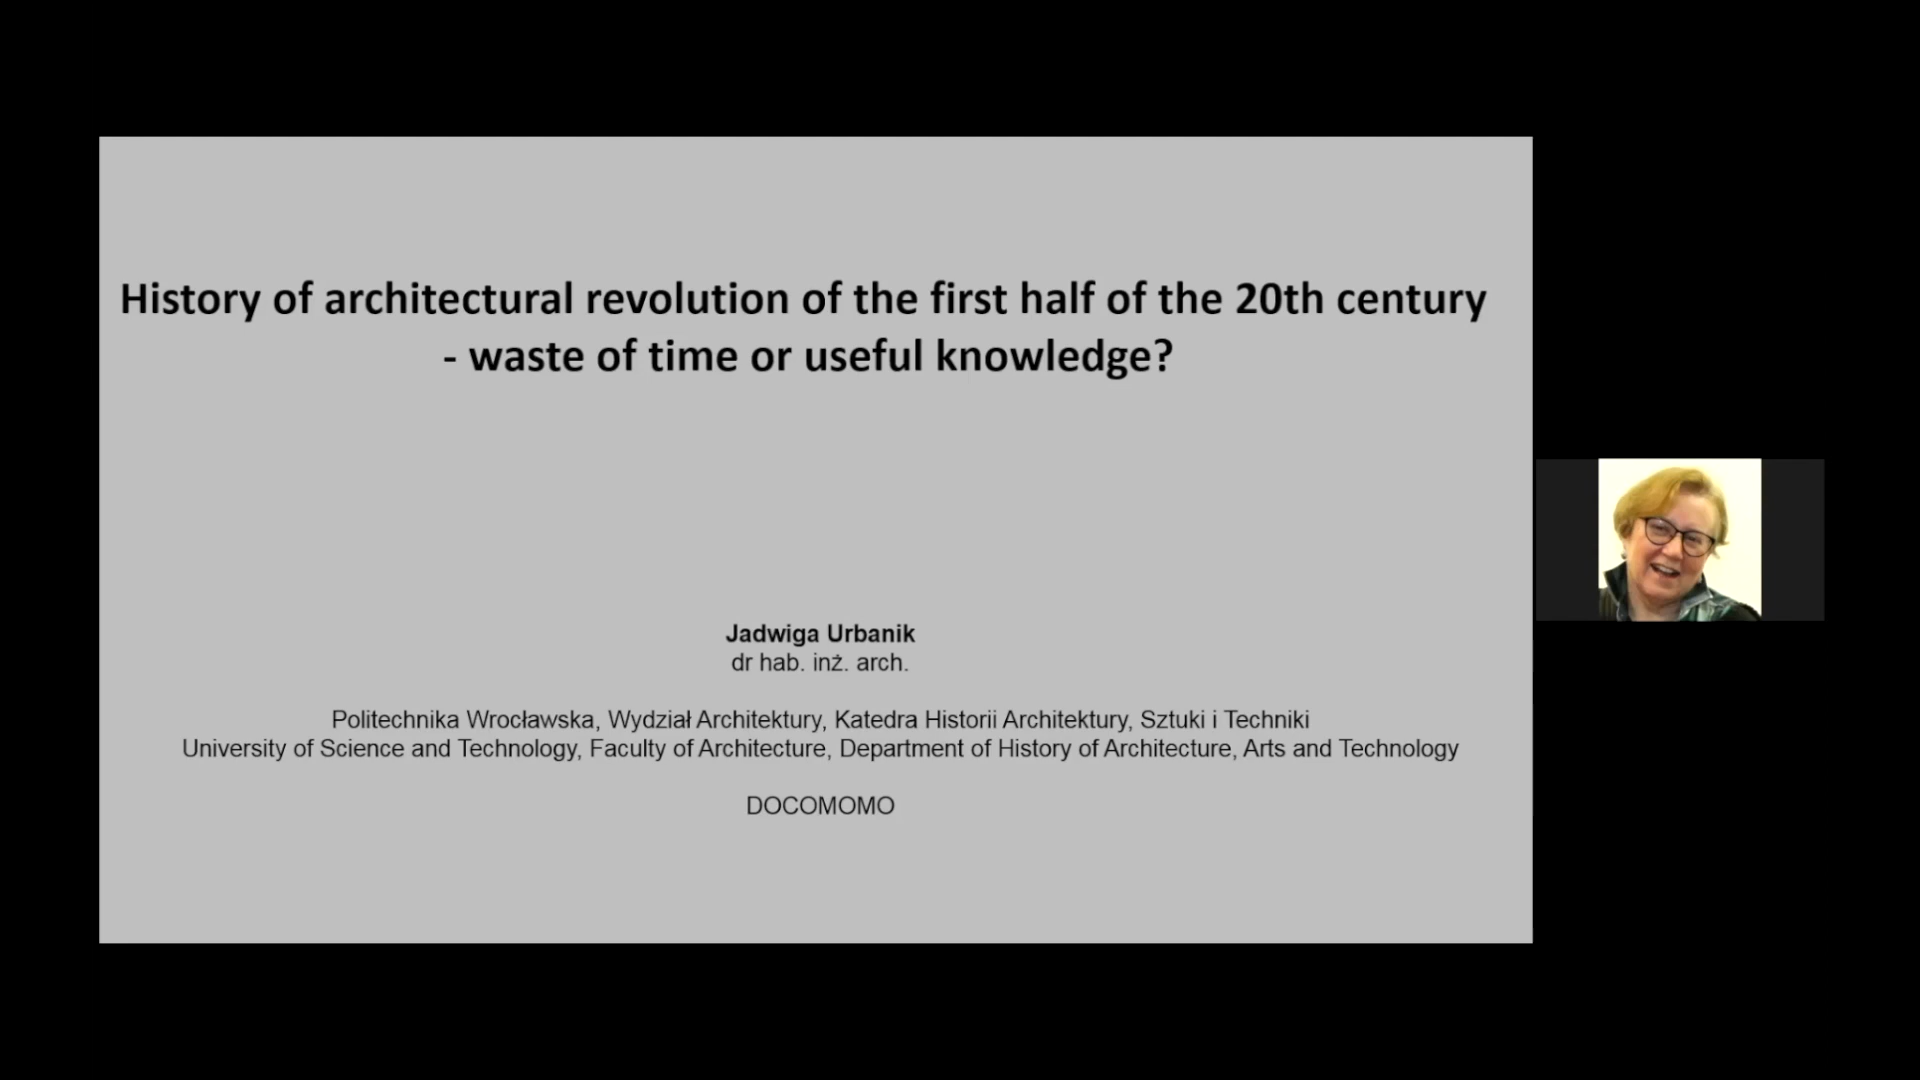 History of architectural revolution of the first half of the 20th century
- waste of time or useful knowledge?
Jadwiga Urbanik
dr hab. inż. arch.
Politechnika Wrocławska, Wydział Architektury, Katedra Historii Architektury, Sztuki i Techniki
University of Science and Technology, Faculty of Architecture, Department of History of Architecture, Arts and Technology
DOCOMOMO